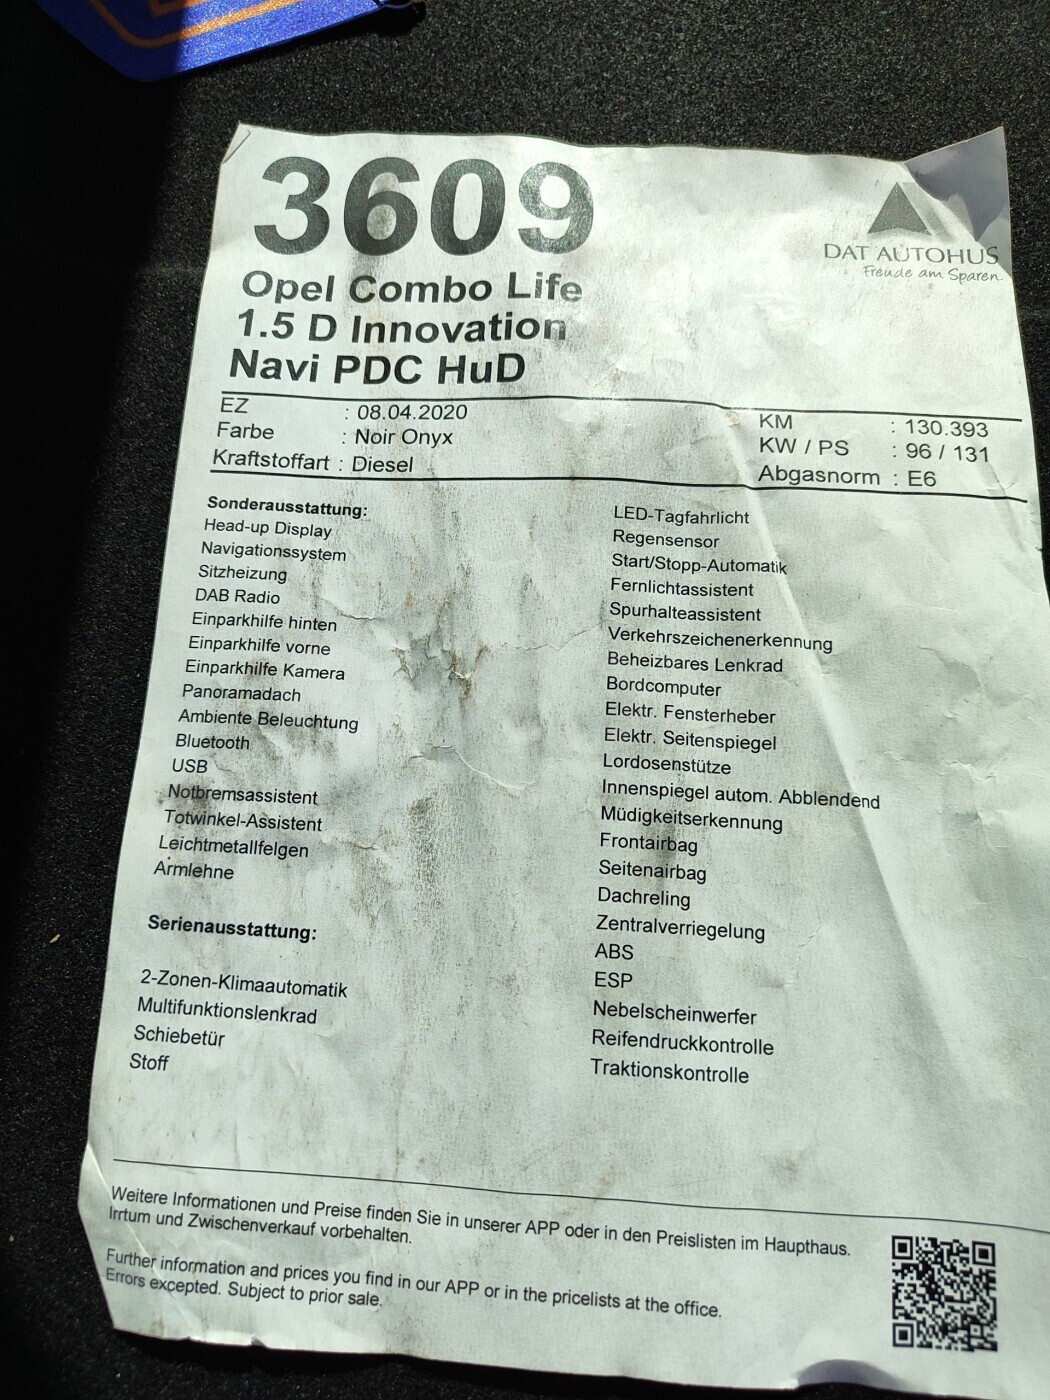 3609
DAT AUTOHUS
Freude am Sparen.
Opel Combo Life
1.5 D Innovation
Navi PDC HuD
EZ : 08.04.2020
Farbe : Noir Onyx
Kraftstoffart : Diesel
KM : 130.393
KW / PS : 96 / 131
Abgasnorm : E6
Sonderausstattung:
Head-up Display
Navigationssystem
Sitzheizung
DAB Radio
Einparkhilfe hinten
Einparkhilfe vorne
Einparkhilfe Kamera
Panoramadach
Ambiente Beleuchtung
Bluetooth
USB
Notbremsassistent
Totwinkel-Assistent
Leichtmetallfelgen
Armlehne
Serienausstattung:
2-Zonen-Klimaautomatik
Multifunktionslenkrad
Schiebetür
Stoff
LED-Tagfahrlicht
Regensensor
Start/Stopp-Automatik
Fernlichtassistent
Spurhalteassistent
Verkehrszeichenerkennung
Beheizbares Lenkrad
Bordcomputer
Elektr. Fensterheber
Elektr. Seitenspiegel
Lordosenstütze
Innenspiegel autom. Abblendend
Müdigkeitserkennung
Frontairbag
Seitenairbag
Dachreling
Zentralverriegelung
ABS
ESP
Nebelscheinwerfer
Reifendruckkontrolle
Traktionskontrolle
Weitere Informationen und Preise finden Sie in unserer APP oder in den Preislisten im Haupthaus.
Irrtum und Zwischenverkauf vorbehalten.
Further information and prices you find in our APP or in the pricelists at the office.
Errors excepted. Subject to prior sale.